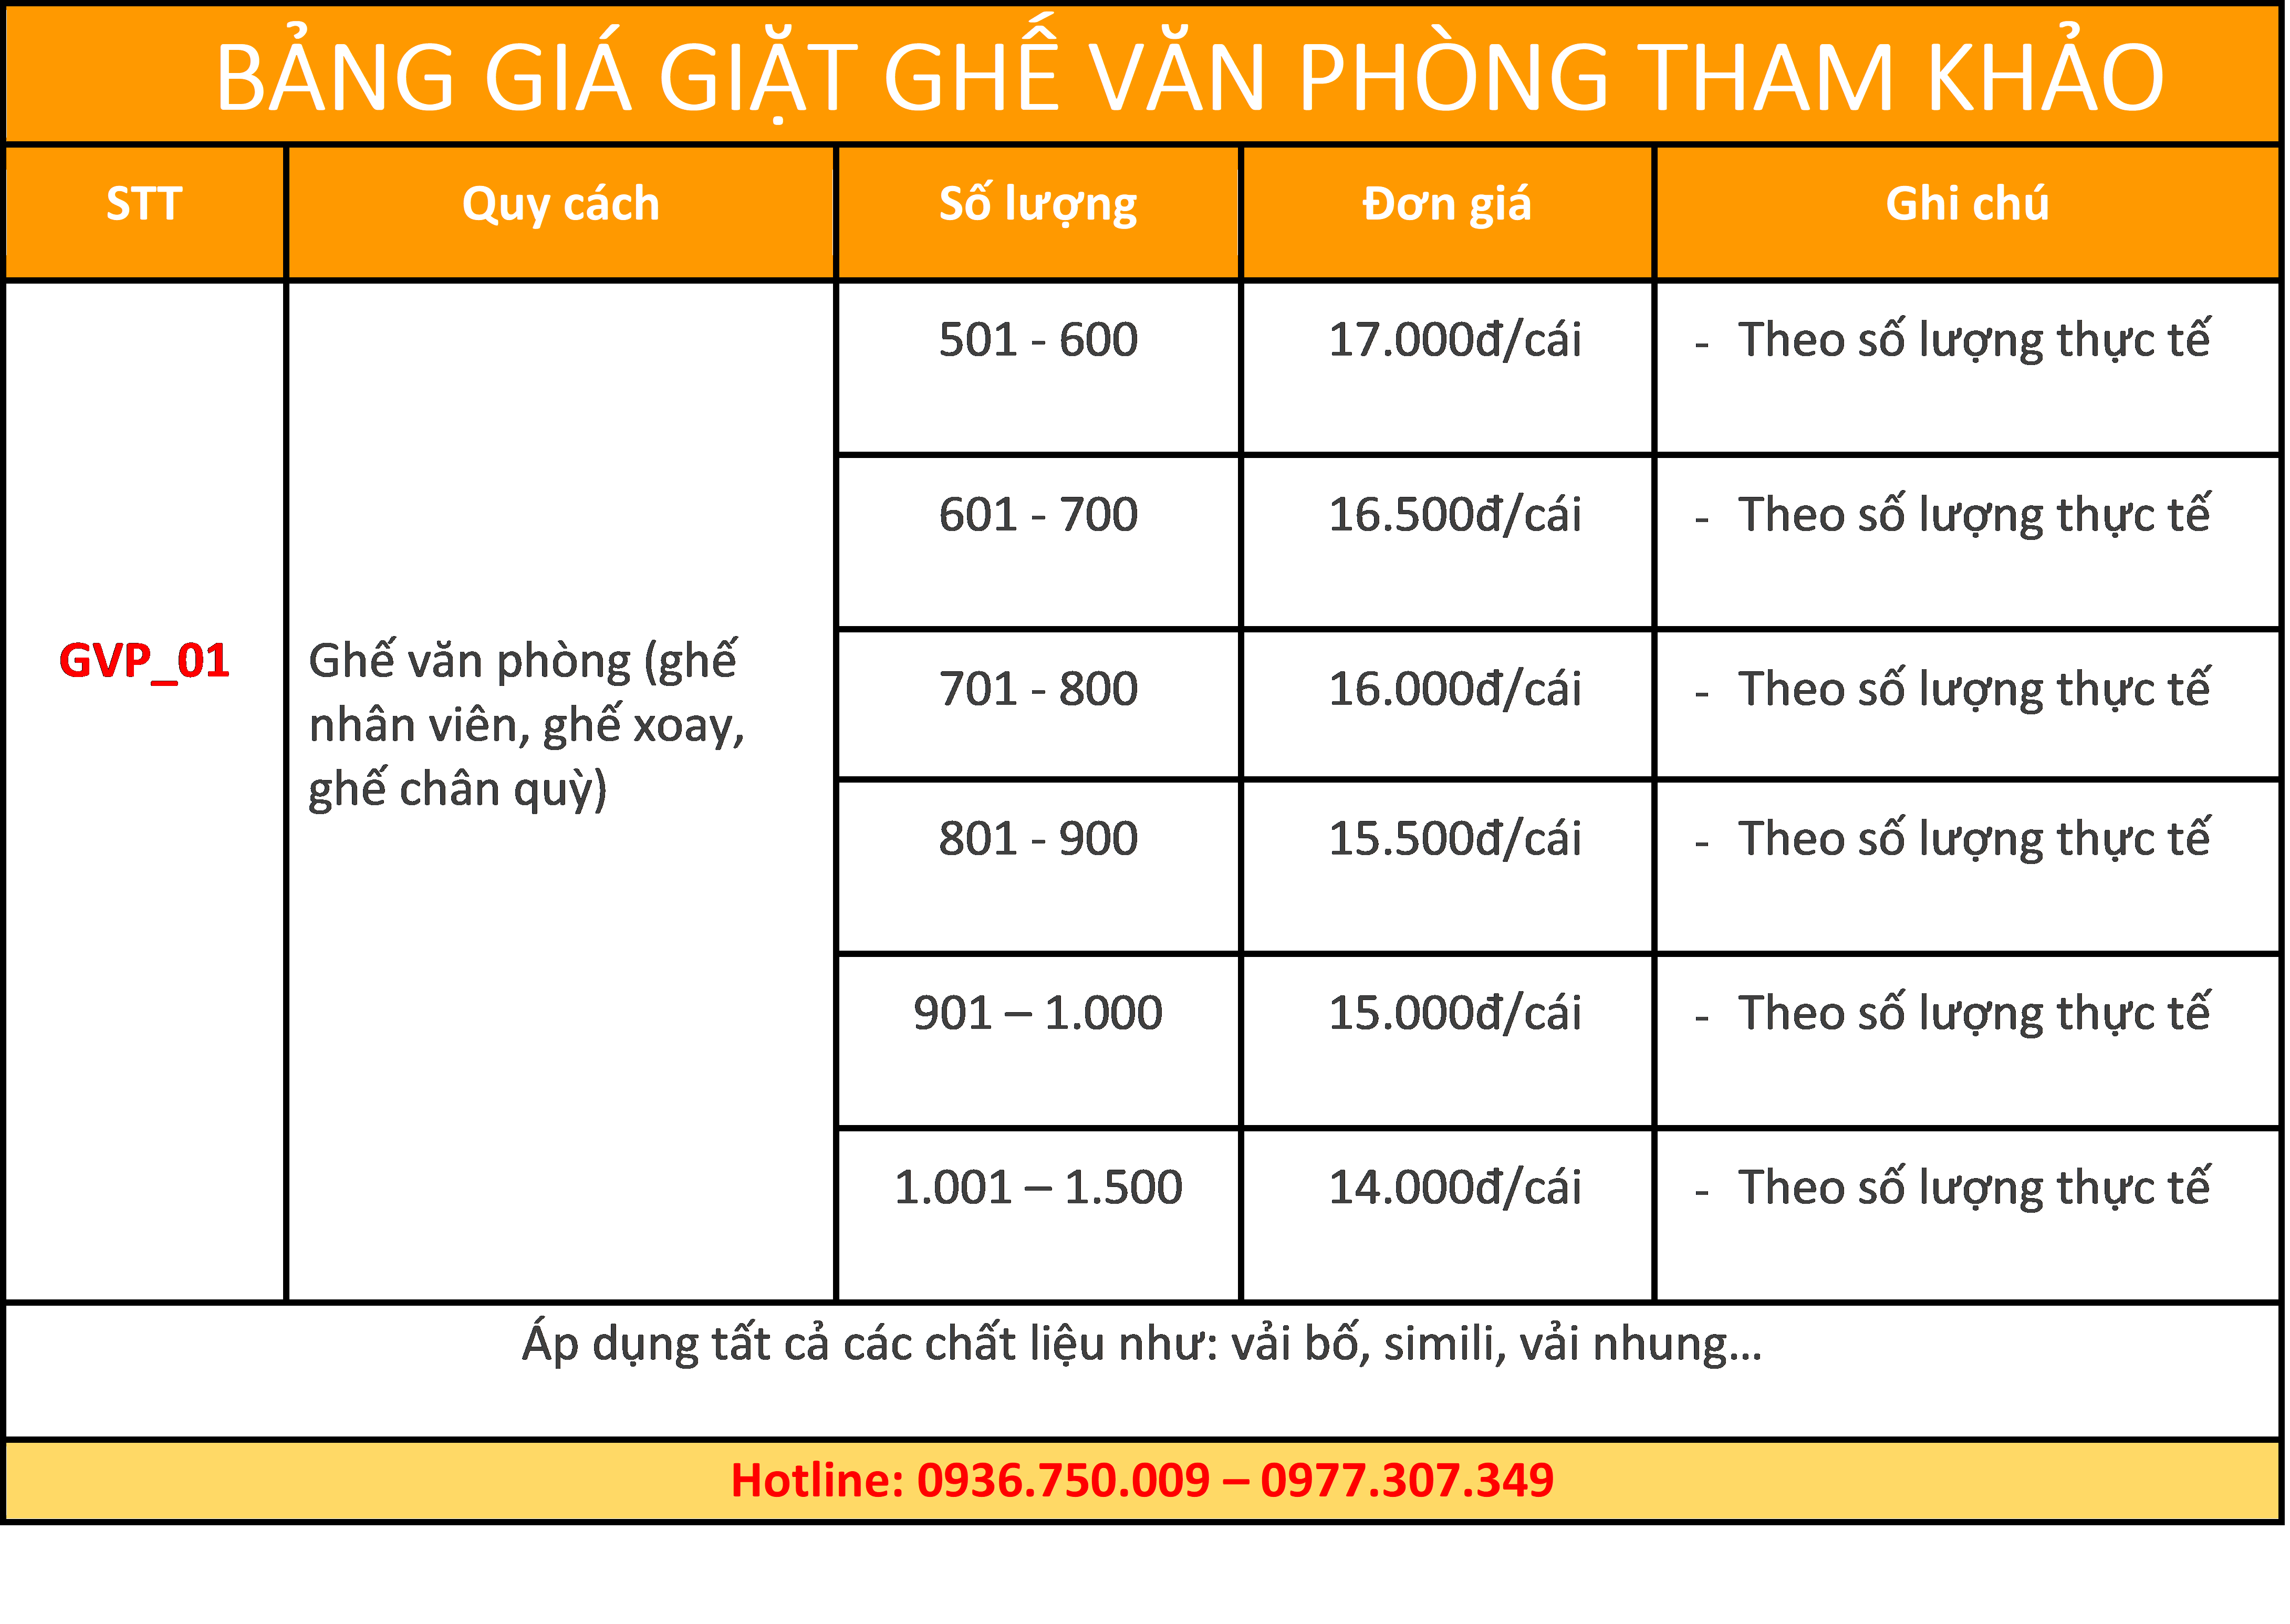 BẢNG GIÁ GIẶT GHẾ VĂN PHÒNG THAM KHẢO
STT Quy cách Số lượng Đơn giá Ghi chú
501 - 600 17.000đ/cái - Theo số lượng thực tế
601 - 700 16.500đ/cái - Theo số lượng thực tế
GVP_01
Ghế văn phòng (ghế
nhân viên, ghế xoay,
ghế chân quỳ)
701 - 800 16.000đ/cái - Theo số lượng thực tế
801 - 900 15.500đ/cái - Theo số lượng thực tế
901 – 1.000 15.000đ/cái - Theo số lượng thực tế
1.001 – 1.500 14.000đ/cái - Theo số lượng thực tế
Áp dụng tất cả các chất liệu như: vải bố, simili, vải nhung...
Hotline: 0936.750.009 – 0977.307.349